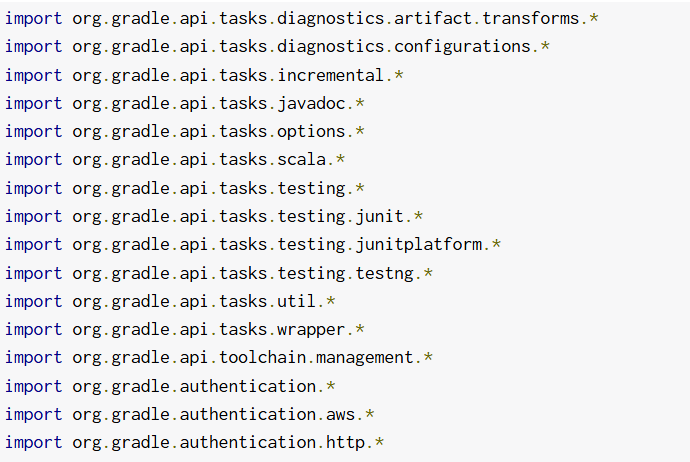 import org.gradle.api.tasks.diagnostics.artifact.transforms.*
import org.gradle.api.tasks.diagnostics.configurations.*
import org.gradle.api.tasks.incremental.*
import org.gradle.api.tasks.javadoc.*
import org.gradle.api.tasks.options.*
import org.gradle.api.tasks.scala.*
import org.gradle.api.tasks.testing.*
import org.gradle.api.tasks.testing.junit.*
import org.gradle.api.tasks.testing.junitplatform.*
import org.gradle.api.tasks.testing.testng.*
import org.gradle.api.tasks.util.*
import org.gradle.api.tasks.wrapper.*
import org.gradle.api.toolchain.management.*
import org.gradle.authentication.*
import org.gradle.authentication.aws.*
import org.gradle.authentication.http.*